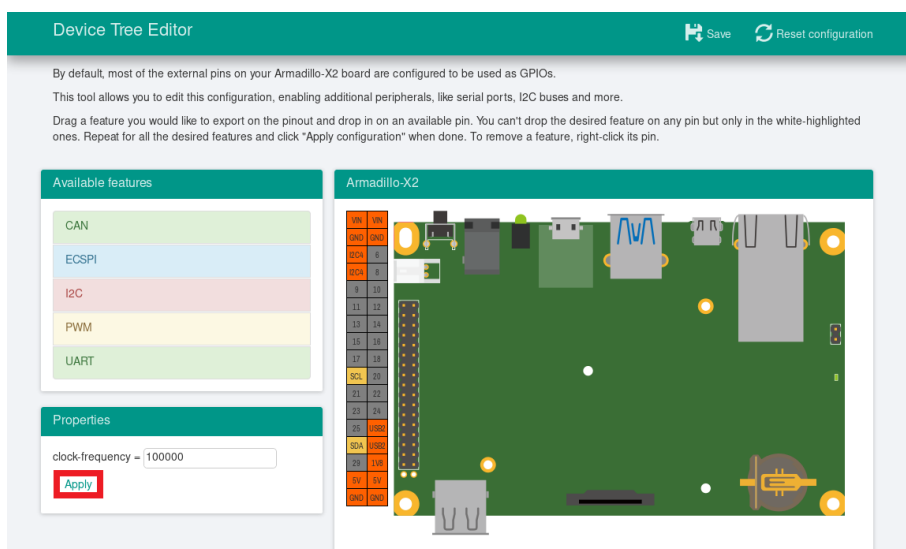 Device Tree Editor
Save
Reset configuration
By default, most of the external pins on your Armadillo-X2 board are configured to be used as GPIOs.
This tool allows you to edit this configuration, enabling additional peripherals, like serial ports, I2C buses and more.
Drag a feature you would like to export on the pinout and drop in on an available pin. You can't drop the desired feature on any pin but only in the white-highlighted
ones. Repeat for all the desired features and click "Apply configuration" when done. To remove a feature, right-click its pin.
Available features
CAN
ECSPI
I2C
PWM
UART
Properties
clock-frequency = 100000
Apply
Armadillo-X2
VIN VIN
GND GND
I2C4 6
I2C4 8
9 10
11 12
13 14
15 16
17 18
SCL 20
21 22
23 24
25 USB2
SDA USB2
29 1V8
5V 5V
GND GND